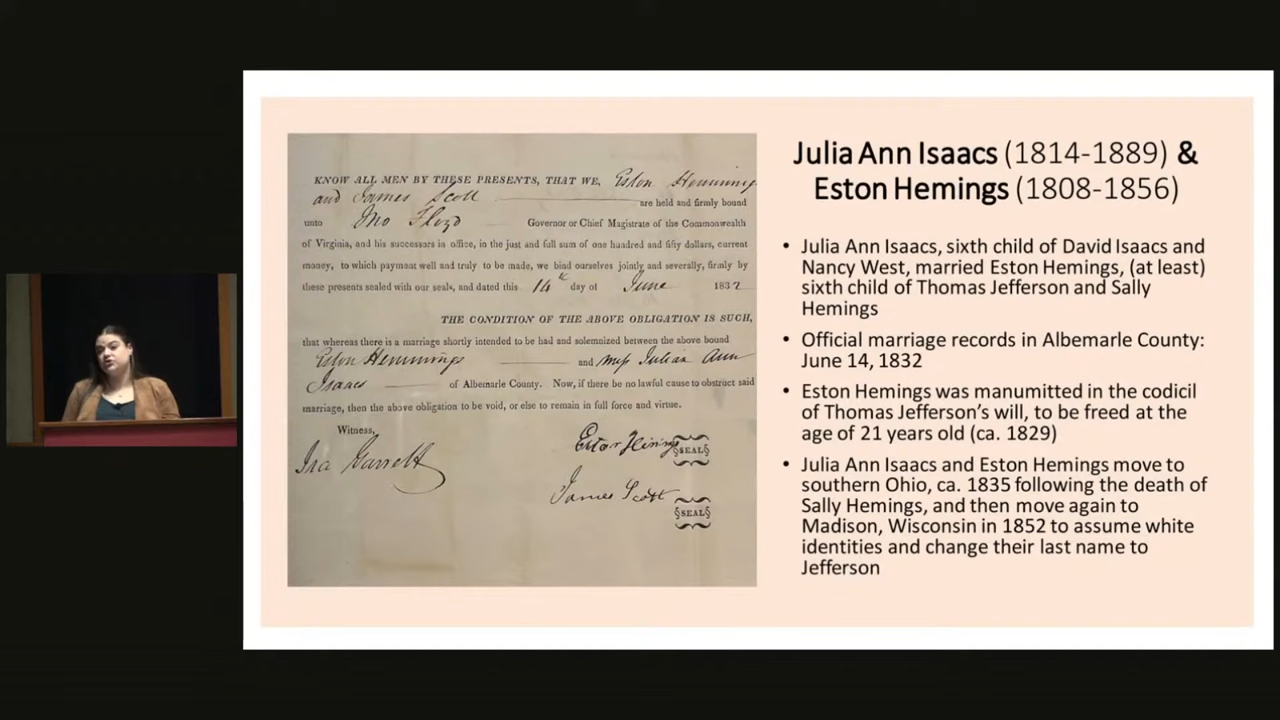 KNOW ALL MEN BY THESE PRESENTS, THAT WE, Eston Hemmings
and James Scott are held and firmly bound
unto Jno Floyd Governor or Chief Magistrate of the Commonwealth
of Virginia, and his successors in office, in the just and full sum of one hundred and fifty dollars, current
money, to which payment well and truly to be made, we bind ourselves jointly and severally, firmly by
these presents sealed with our seals, and dated this 14th day of June 1832
THE CONDITION OF THE ABOVE OBLIGATION IS SUCH,
that whereas there is a marriage shortly intended to be had and solemnized between the above bound
Eston Hemmings and Miss Julian Ann
Isaacs of Albemarle County. Now, if there be no lawful cause to obstruct said
marriage, then the above obligation to be void, or else to remain in full force and virtue.
Witness,
Ira Garrett
Eston
§SEAL§
James Scott
§SEAL§
Julia Ann Isaacs (1814-1889) &
Eston Hemings (1808-1856)
• Julia Ann Isaacs, sixth child of David Isaacs and
Nancy West, married Eston Hemings, (at least)
sixth child of Thomas Jefferson and Sally
Hemings
• Official marriage records in Albemarle County:
June 14, 1832
• Eston Hemings was manumitted in the codicil
of Thomas Jefferson's will, to be freed at the
age of 21 years old (ca. 1829)
• Julia Ann Isaacs and Eston Hemings move to
southern Ohio, ca. 1835 following the death of
Sally Hemings, and then move again to
Madison, Wisconsin in 1852 to assume white
identities and change their last name to
Jefferson